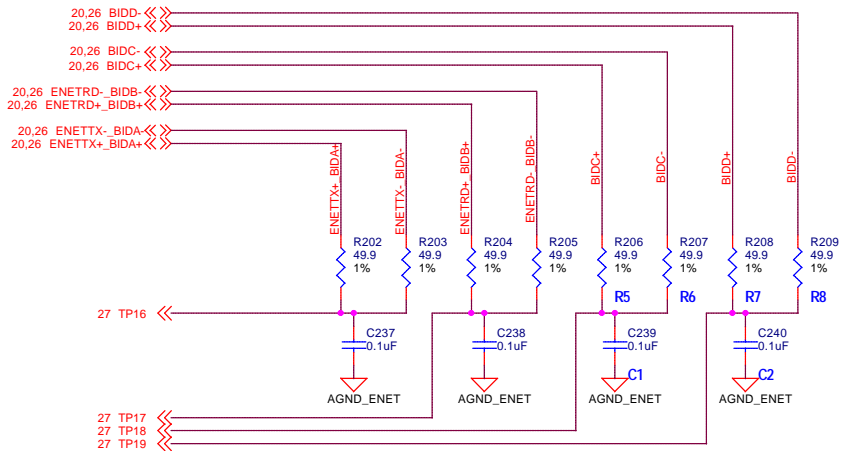 20,26 BIDD-
20,26 BIDD+
20,26 BIDC-
20,26 BIDC+
20,26 ENETRD-_BIDB-
20,26 ENETRD+_BIDB+
20,26 ENETTX-_BIDA-
20,26 ENETTX+_BIDA+
ENETTX+_BIDA+
ENETTX-_BIDA-
ENETRD+_BIDB+
ENETRD-_BIDB-
BIDC+
BIDC-
BIDD+
BIDD-
R202 R203 R204 R205 R206 R207 R208 R209
49.9 49.9 49.9 49.9 49.9 49.9 49.9 49.9
1% 1% 1% 1% 1% 1% 1% 1%
R5 R6 R7 R8
27 TP16
C237 C238 C239 C240
0.1uF 0.1uF 0.1uF 0.1uF
C1 C2
AGND_ENET AGND_ENET AGND_ENET AGND_ENET
27 TP17
27 TP18
27 TP19